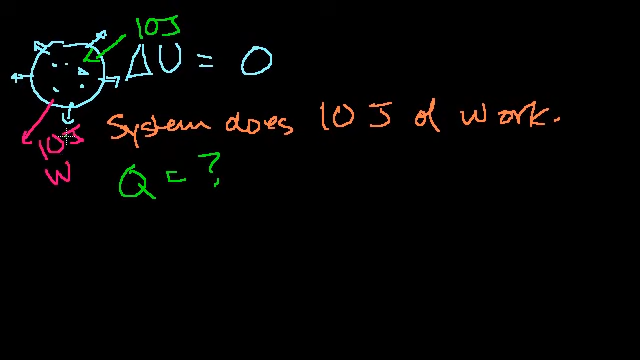 10J
ΔU = 0
System does 10 J of work.
10J
W
Q = ?